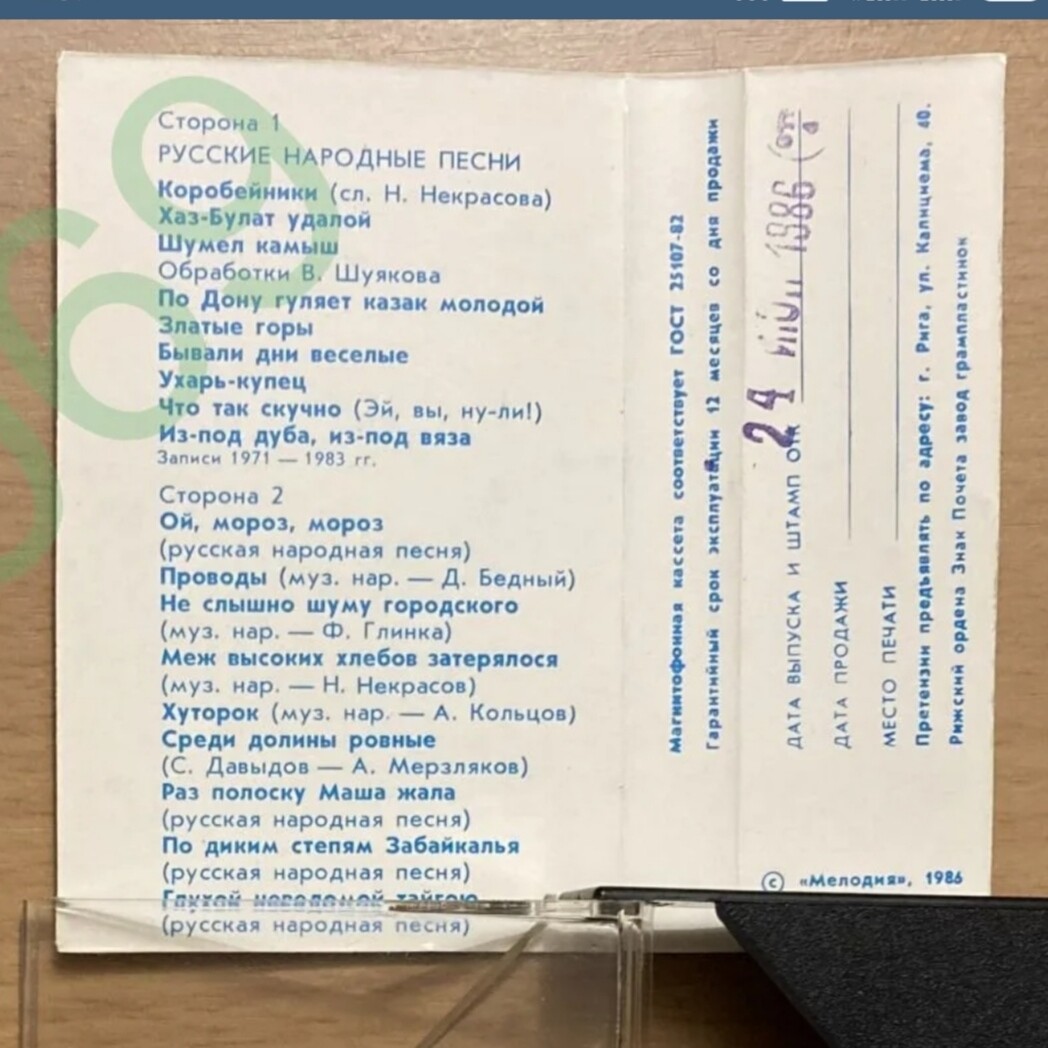 Сторона 1
РУССКИЕ НАРОДНЫЕ ПЕСНИ
Коробейники (сл. Н. Некрасова)
Хаз-Булат удалой
Шумел камыш
Обработки В. Шуякова
По Дону гуляет казак молодой
Златые горы
Бывали дни веселые
Ухарь-купец
Что так скучно (Эй, вы, ну-ли!)
Из-под дуба, из-под вяза
Записи 1971 — 1983 гг.
Сторона 2
Ой, мороз, мороз
(русская народная песня)
Проводы (муз. нар. — Д. Бедный)
Не слышно шуму городского
(муз. нар. — Ф. Глинка)
Меж высоких хлебов затерялося
(муз. нар. — Н. Некрасов)
Хуторок (муз. нар. — А. Кольцов)
Среди долины ровные
(С. Давыдов — А. Мерзляков)
Раз полоску Маша жала
(русская народная песня)
По диким степям Забайкалья
(русская народная песня)
Глухой неведомой тайгою
(русская народная песня)
Магнитофонная кассета соответствует ГОСТ 25107-82
Гарантийный срок эксплуатации 12 месяцев со дня продажи
ДАТА ВЫПУСКА И ШТАМП ОТК
24 1986
ДАТА ПРОДАЖИ
МЕСТО ПЕЧАТИ
Претензии предъявлять по адресу: г. Рига, ул. Калнциема, 40.
Рижский ордена Знак Почета завод грампластинок
© «Мелодия», 1986